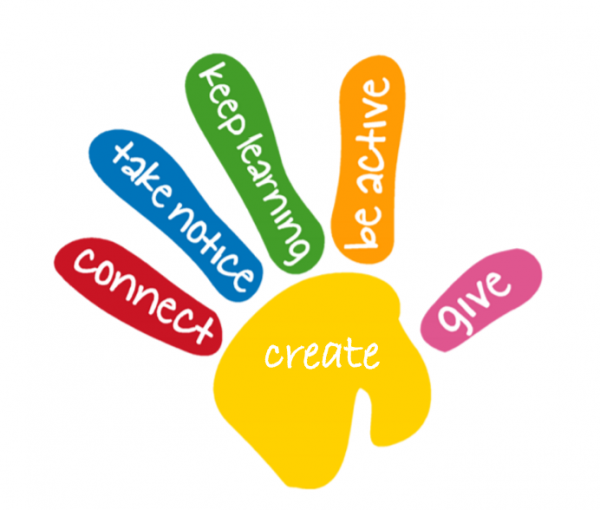 connect
take notice
keep learning
be active
give
create